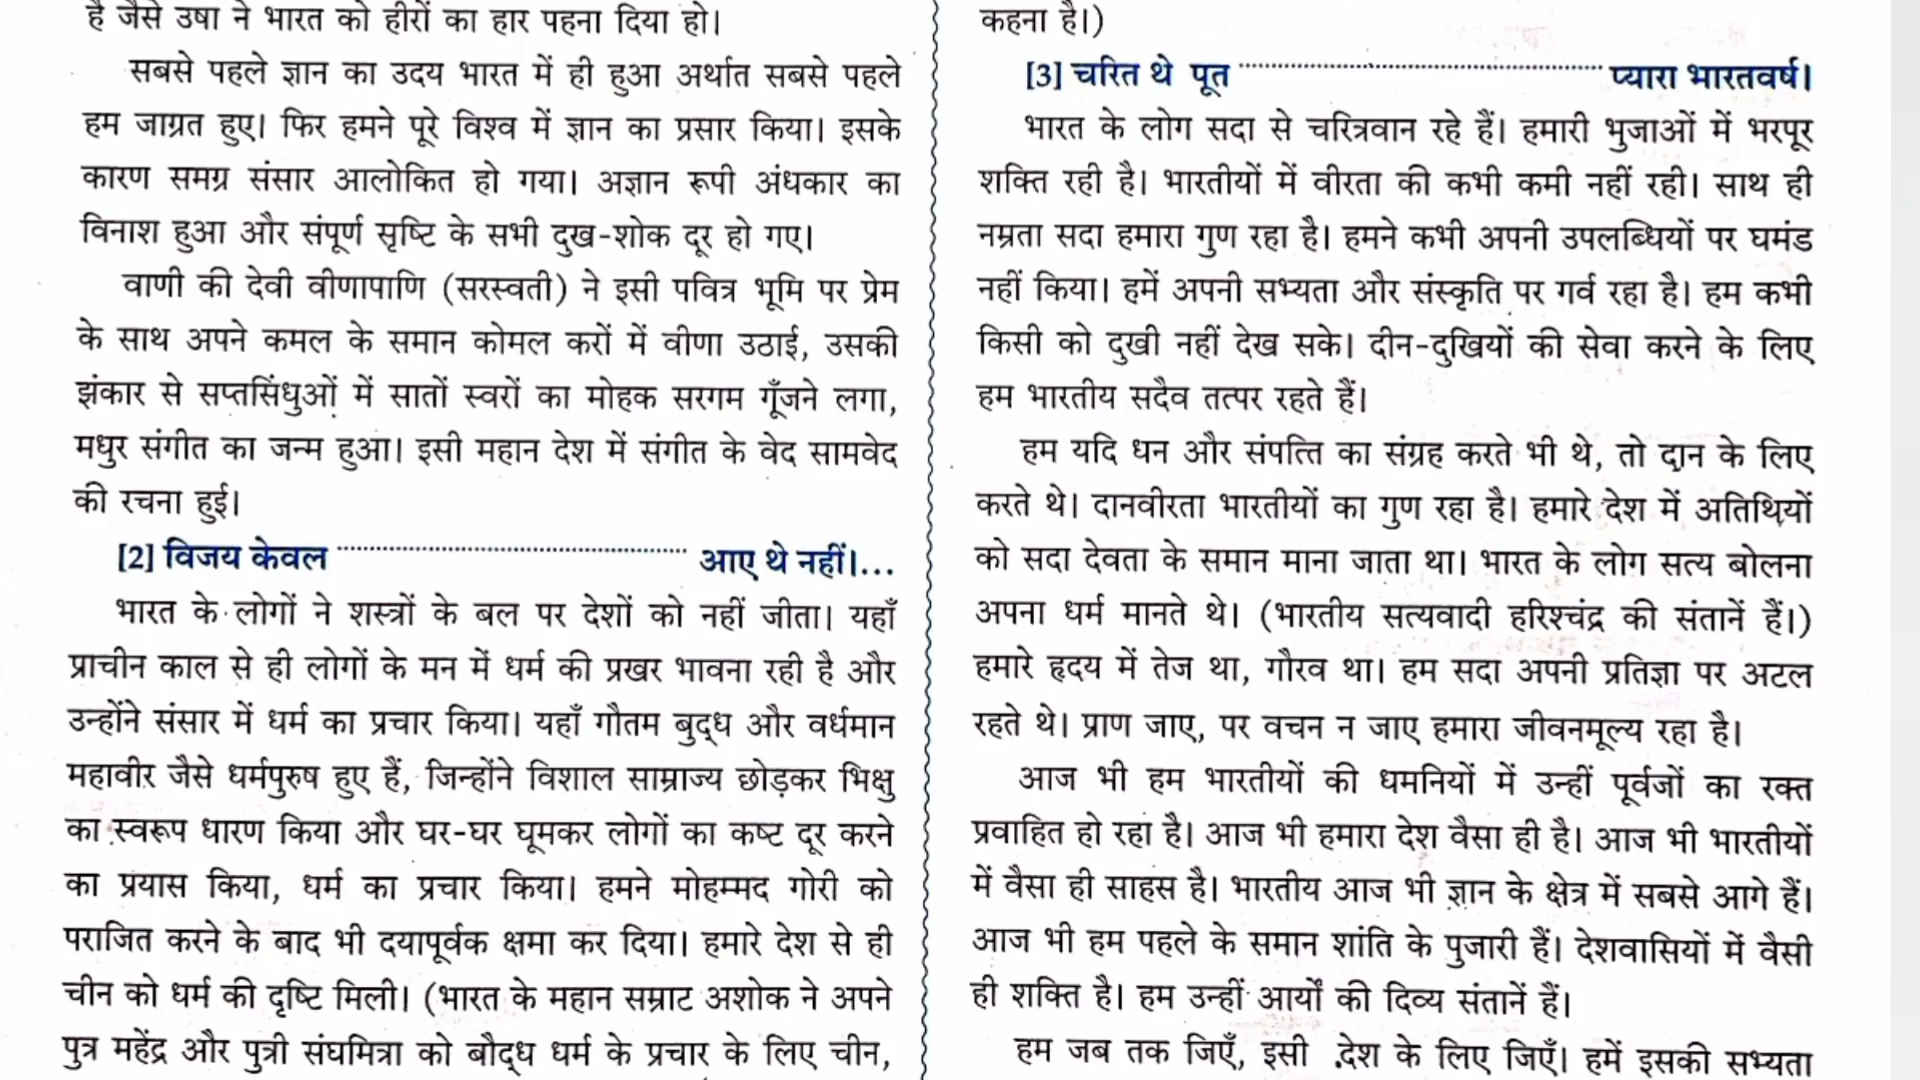 है जैसे उषा ने भारत को हीरों का हार पहना दिया हो।
सबसे पहले ज्ञान का उदय भारत में ही हुआ अर्थात सबसे पहले
हम जाग्रत हुए। फिर हमने पूरे विश्व में ज्ञान का प्रसार किया। इसके
कारण समग्र संसार आलोकित हो गया। अज्ञान रूपी अंधकार का
विनाश हुआ और संपूर्ण सृष्टि के सभी दुख-शोक दूर हो गए।
वाणी की देवी वीणापाणि (सरस्वती) ने इसी पवित्र भूमि पर प्रेम
के साथ अपने कमल के समान कोमल करों में वीणा उठाई, उसकी
झंकार से सप्तसिंधुओं में सातों स्वरों का मोहक सरगम गूँजने लगा,
मधुर संगीत का जन्म हुआ। इसी महान देश में संगीत के वेद सामवेद
की रचना हुई।
[2] विजय केवल ........................................ आए थे नहीं।...
भारत के लोगों ने शस्त्रों के बल पर देशों को नहीं जीता। यहाँ
प्राचीन काल से ही लोगों के मन में धर्म की प्रखर भावना रही है और
उन्होंने संसार में धर्म का प्रचार किया। यहाँ गौतम बुद्ध और वर्धमान
महावीर जैसे धर्मपुरुष हुए हैं, जिन्होंने विशाल साम्राज्य छोड़कर भिक्षु
का स्वरूप धारण किया और घर-घर घूमकर लोगों का कष्ट दूर करने
का प्रयास किया, धर्म का प्रचार किया। हमने मोहम्मद गोरी को
पराजित करने के बाद भी दयापूर्वक क्षमा कर दिया। हमारे देश से ही
चीन को धर्म की दृष्टि मिली। (भारत के महान सम्राट अशोक ने अपने
पुत्र महेंद्र और पुत्री संघमित्रा को बौद्ध धर्म के प्रचार के लिए चीन,
कहना है।)
[3] चरित थे पूत ........................................ प्यारा भारतवर्ष।
भारत के लोग सदा से चरित्रवान रहे हैं। हमारी भुजाओं में भरपूर
शक्ति रही है। भारतीयों में वीरता की कभी कमी नहीं रही। साथ ही
नम्रता सदा हमारा गुण रहा है। हमने कभी अपनी उपलब्धियों पर घमंड
नहीं किया। हमें अपनी सभ्यता और संस्कृति पर गर्व रहा है। हम कभी
किसी को दुखी नहीं देख सके। दीन-दुखियों की सेवा करने के लिए
हम भारतीय सदैव तत्पर रहते हैं।
हम यदि धन और संपत्ति का संग्रह करते भी थे, तो दान के लिए
करते थे। दानवीरता भारतीयों का गुण रहा है। हमारे देश में अतिथियों
को सदा देवता के समान माना जाता था। भारत के लोग सत्य बोलना
अपना धर्म मानते थे। (भारतीय सत्यवादी हरिश्चंद्र की संतानें हैं।)
हमारे हृदय में तेज था, गौरव था। हम सदा अपनी प्रतिज्ञा पर अटल
रहते थे। प्राण जाए, पर वचन न जाए हमारा जीवनमूल्य रहा है।
आज भी हम भारतीयों की धमनियों में उन्हीं पूर्वजों का रक्त
प्रवाहित हो रहा है। आज भी हमारा देश वैसा ही है। आज भी भारतीयों
में वैसा ही साहस है। भारतीय आज भी ज्ञान के क्षेत्र में सबसे आगे हैं।
आज भी हम पहले के समान शांति के पुजारी हैं। देशवासियों में वैसी
ही शक्ति है। हम उन्हीं आर्यों की दिव्य संतानें हैं।
हम जब तक जिएँ, इसी देश के लिए जिएँ। हमें इसकी सभ्यता